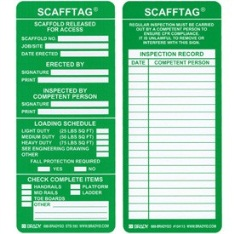 SCAFFTAG®
SCAFFOLD RELEASED
FOR ACCESS
SCAFFOLD NO.
JOB/SITE
DATE ERECTED
ERECTED BY
SIGNATURE
PRINT
INSPECTED BY
COMPETENT PERSON
SIGNATURE
PRINT
LOADING SCHEDULE
LIGHT DUTY (25 LBS SQ FT)
MEDIUM DUTY (50 LBS SQ FT)
HEAVY DUTY (75 LBS SQ FT)
SEE ENGINEERING DRAWING
OTHER
FALL PROTECTION REQUIRED
YES NO
CHECK COMPLETE ITEMS
HANDRAILS PLATFORM
MID RAILS LADDER
TOE BOARDS
OTHER
BRADY
SCAFFTAG®
REGULAR INSPECTION MUST BE CARRIED
OUT BY A COMPETENT PERSON TO
ENSURE CFR COMPLIANCE.
IT IS UNLAWFUL TO REMOVE OR
INTERFERE WITH THIS SIGN.
INSPECTION RECORD
DATE COMPETENT PERSON
BRADY